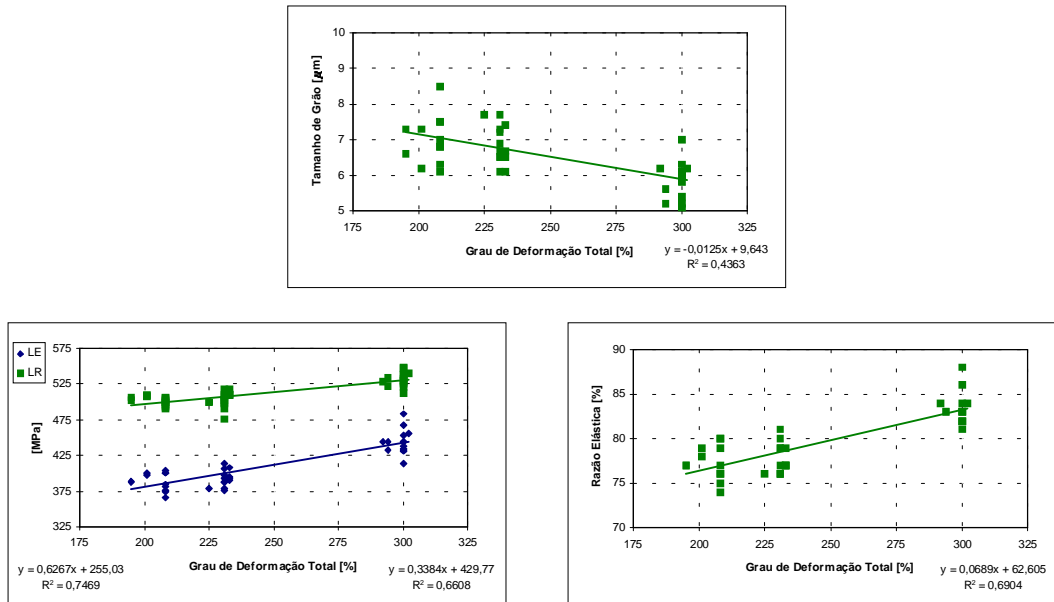 10
9
8
7
6
5
Tamanho de Grão [µm]
175 200 225 250 275 300 325
Grau de Deformação Total [%]
y = -0,0125x + 9,643
R² = 0,4363
LE
LR
575
525
475
425
375
325
[MPa]
175 200 225 250 275 300 325
Grau de Deformação Total [%]
y = 0,6267x + 255,03
R² = 0,7469
y = 0,3384x + 429,77
R² = 0,6608
90
85
80
75
70
Razão Elástica [%]
175 200 225 250 275 300 325
Grau de Deformação Total [%]
y = 0,0689x + 62,605
R² = 0,6904